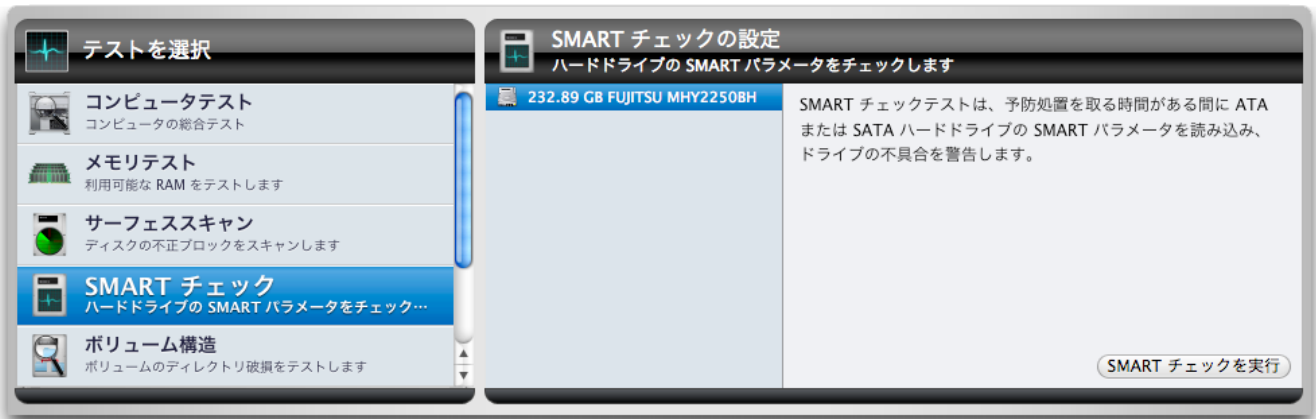 テストを選択
コンピュータテスト
コンピュータの総合テスト
メモリテスト
利用可能な RAM をテストします
サーフェススキャン
ディスクの不正ブロックをスキャンします
SMART チェック
ハードドライブの SMART パラメータをチェック…
ボリューム構造
ボリュームのディレクトリ破損をテストします
SMART チェックの設定
ハードドライブの SMART パラメータをチェックします
232.89 GB FUJITSU MHY2250BH
SMART チェックテストは、予防処置を取る時間がある間に ATA
または SATA ハードドライブの SMART パラメータを読み込み、
ドライブの不具合を警告します。
SMART チェックを実行